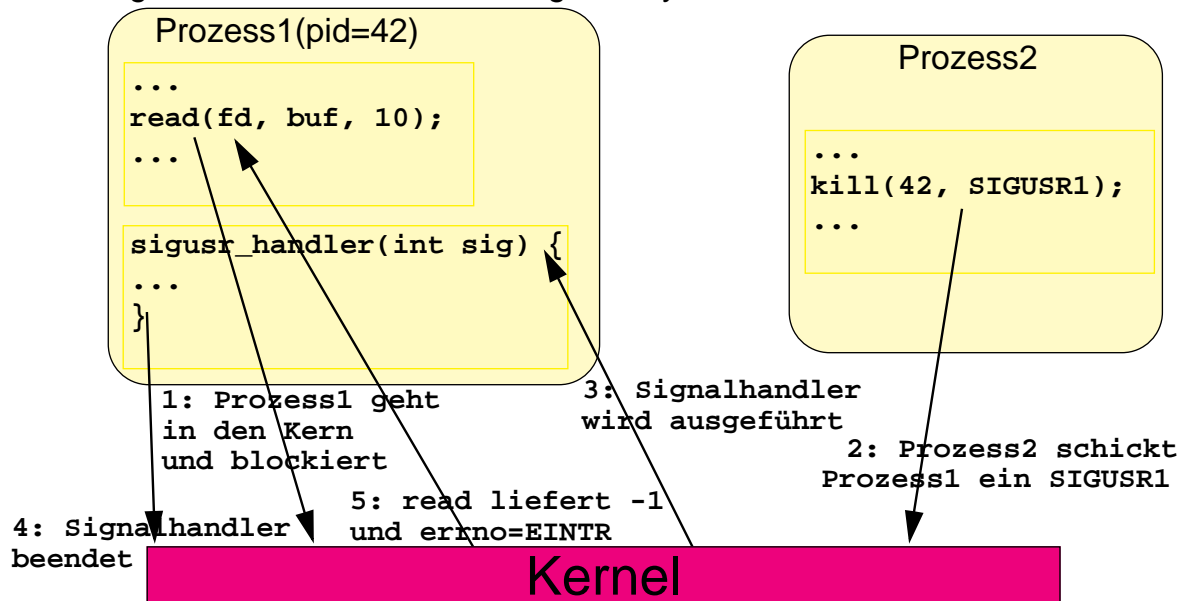 Prozess1(pid=42)
...
read(fd, buf, 10);
...
sigusr_handler(int sig) {
...
}
Prozess2
...
kill(42, SIGUSR1);
...
1: Prozess1 geht
in den Kern
und blockiert
3: Signalhandler
wird ausgeführt
2: Prozess2 schickt
Prozess1 ein SIGUSR1
5: read liefert -1
und errno=EINTR
4: Signalhandler
beendet
Kernel